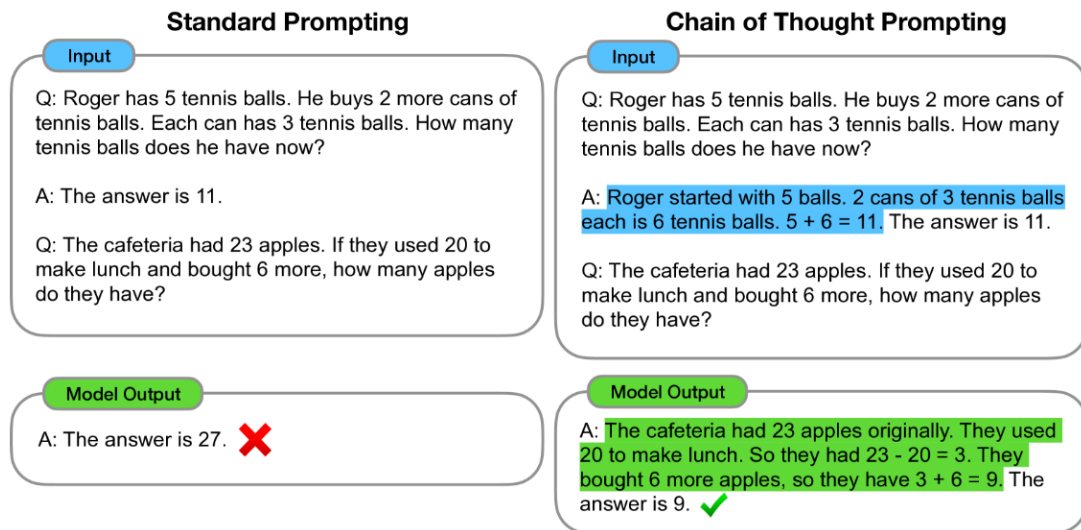 Standard Prompting
Input
Q: Roger has 5 tennis balls. He buys 2 more cans of
tennis balls. Each can has 3 tennis balls. How many
tennis balls does he have now?
A: The answer is 11.
Q: The cafeteria had 23 apples. If they used 20 to
make lunch and bought 6 more, how many apples
do they have?
Model Output
A: The answer is 27.
Chain of Thought Prompting
Input
Q: Roger has 5 tennis balls. He buys 2 more cans of
tennis balls. Each can has 3 tennis balls. How many
tennis balls does he have now?
A: Roger started with 5 balls. 2 cans of 3 tennis balls
each is 6 tennis balls. 5 + 6 = 11. The answer is 11.
Q: The cafeteria had 23 apples. If they used 20 to
make lunch and bought 6 more, how many apples
do they have?
Model Output
A: The cafeteria had 23 apples originally. They used
20 to make lunch. So they had 23 - 20 = 3. They
bought 6 more apples, so they have 3 + 6 = 9. The
answer is 9.